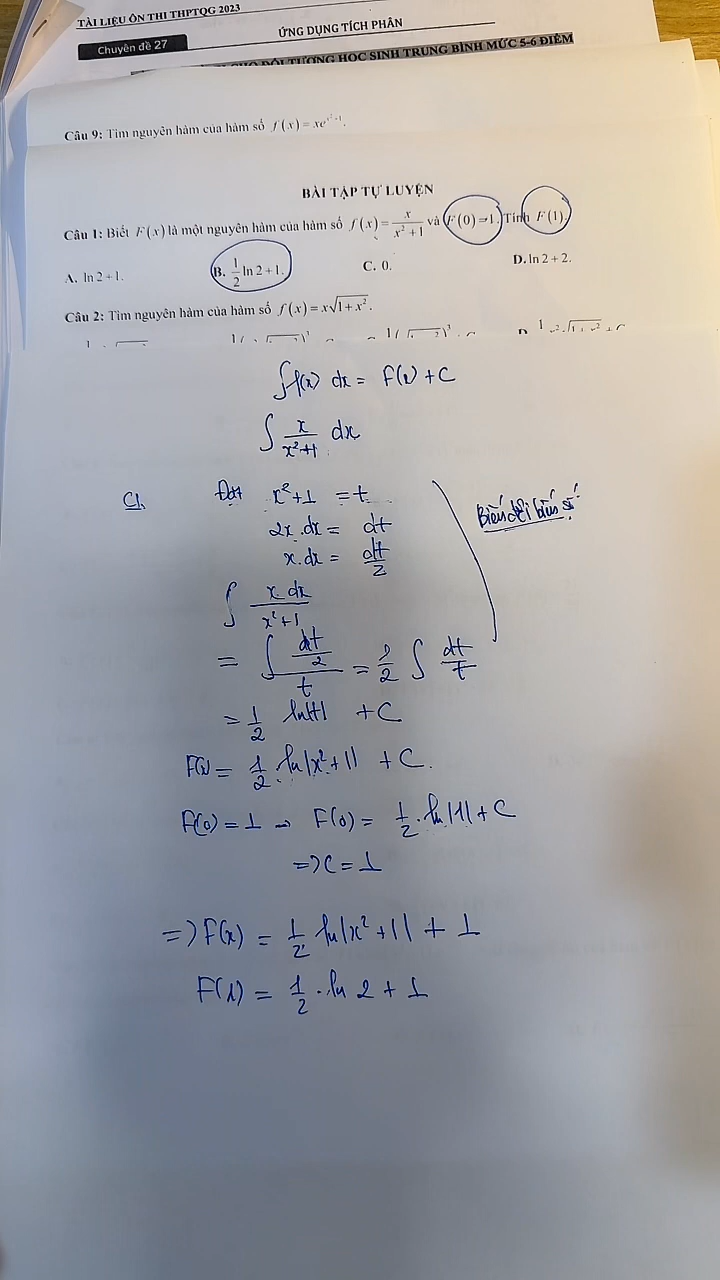 TÀI LIỆU ÔN THI THPTQG 2023
Chuyên đề 27
ỨNG DỤNG TÍCH PHÂN
CHO ĐỐI TƯỢNG HỌC SINH TRUNG BÌNH MỨC 5-6 ĐIỂM
Câu 9: Tìm nguyên hàm của hàm số f(x) = xe^{x²+1}.
BÀI TẬP TỰ LUYỆN
Câu 1: Biết F(x) là một nguyên hàm của hàm số f(x) = x/(x²+1) và F(0)=1. Tính F(1).
A. ln 2+1. B. 1/2 ln 2+1. C. 0. D. ln 2+2.
Câu 2: Tìm nguyên hàm của hàm số f(x) = x√(1+x²).
∫f(x) dx = F(x) + C
∫ x/(x²+1) dx
C1. Đặt x²+1 = t
2x.dx = dt
x.dx = dt/2
Biến đổi biến số
∫ x.dx/(x²+1)
= ∫ (dt/2)/t = 1/2 ∫ dt/t
= 1/2 ln|t| + C
F(x) = 1/2 . ln|x²+1| + C.
F(0) = 1 → F(0) = 1/2 . ln|1| + C
=> C = 1
=> F(x) = 1/2 ln|x²+1| + 1
F(1) = 1/2 . ln 2 + 1